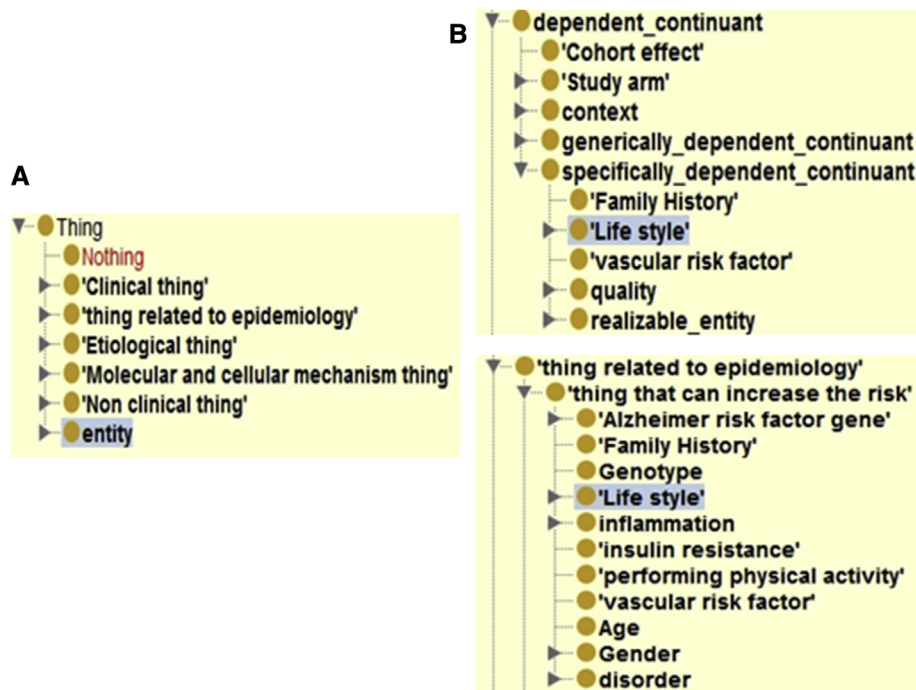 A
Thing
Nothing
'Clinical thing'
'thing related to epidemiology'
'Etiological thing'
'Molecular and cellular mechanism thing'
'Non clinical thing'
entity
B
dependent_continuant
'Cohort effect'
'Study arm'
context
generically_dependent_continuant
specifically_dependent_continuant
'Family History'
'Life style'
'vascular risk factor'
quality
realizable_entity
'thing related to epidemiology'
'thing that can increase the risk'
'Alzheimer risk factor gene'
'Family History'
Genotype
'Life style'
inflammation
'insulin resistance'
'performing physical activity'
'vascular risk factor'
Age
Gender
disorder